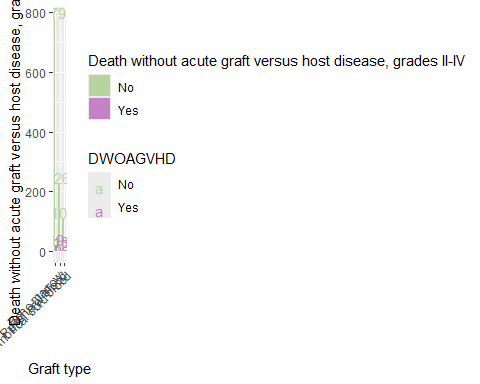 800
600
400
200
0
Death without acute graft versus host disease, gra
Death without acute graft versus host disease, grades II-IV
No
Yes
DWOAGVHD
a No
a Yes
Graft type